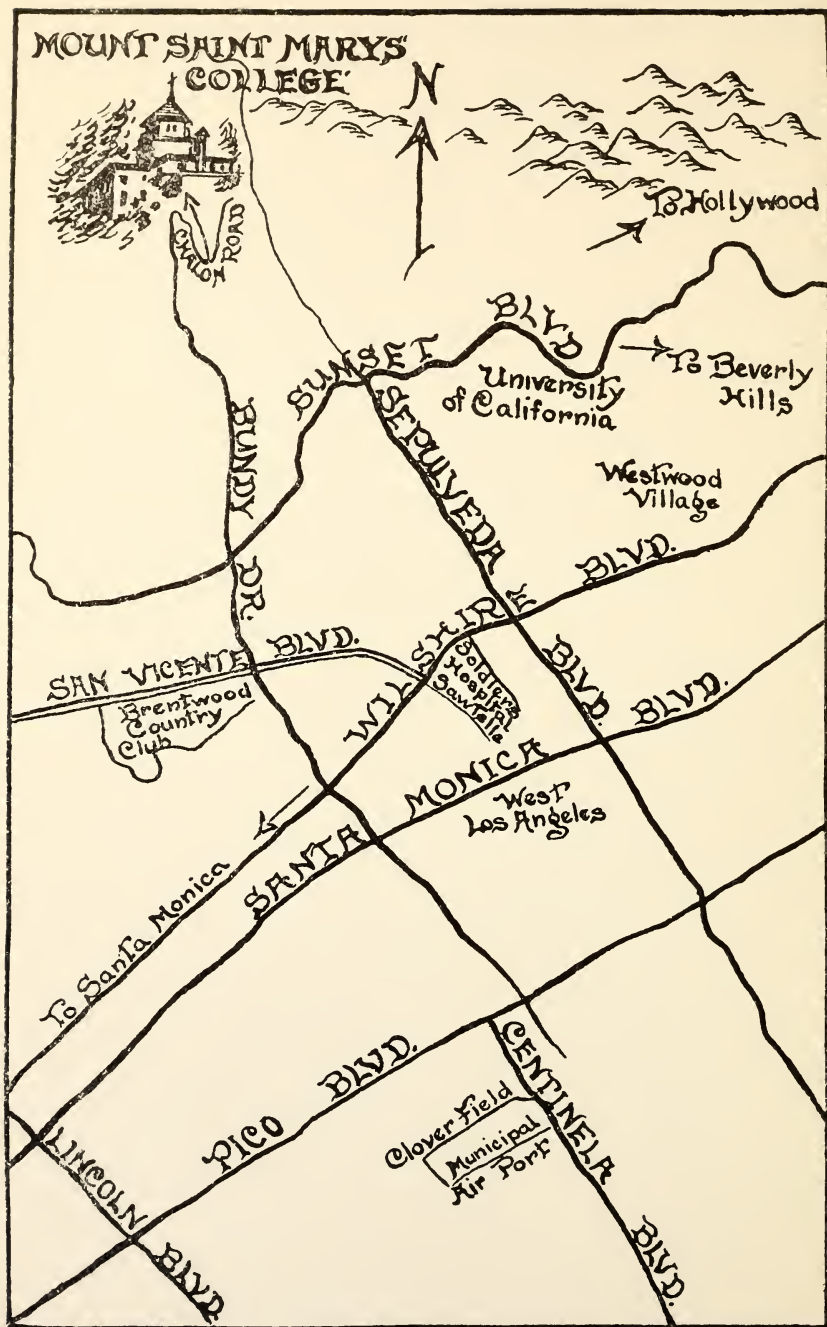 MOUNT SAINT MARYS
COLLEGE
N
To Hollywood
CHALON ROAD
SUNSET BLVD
To Beverly
Hills
University
of California
BUNDY DR.
SEPULVEDA BLVD.
Westwood
Village
WILSHIRE BLVD.
SAN VICENTE BLVD.
Brentwood
Country
Club
Soldiers
Hospital
Sawtelle
SANTA MONICA BLVD.
West
Los Angeles
To Santa Monica
PICO BLVD.
CENTINELA BLVD.
Clover Field
Municipal
Air Port
LINCOLN BLVD.